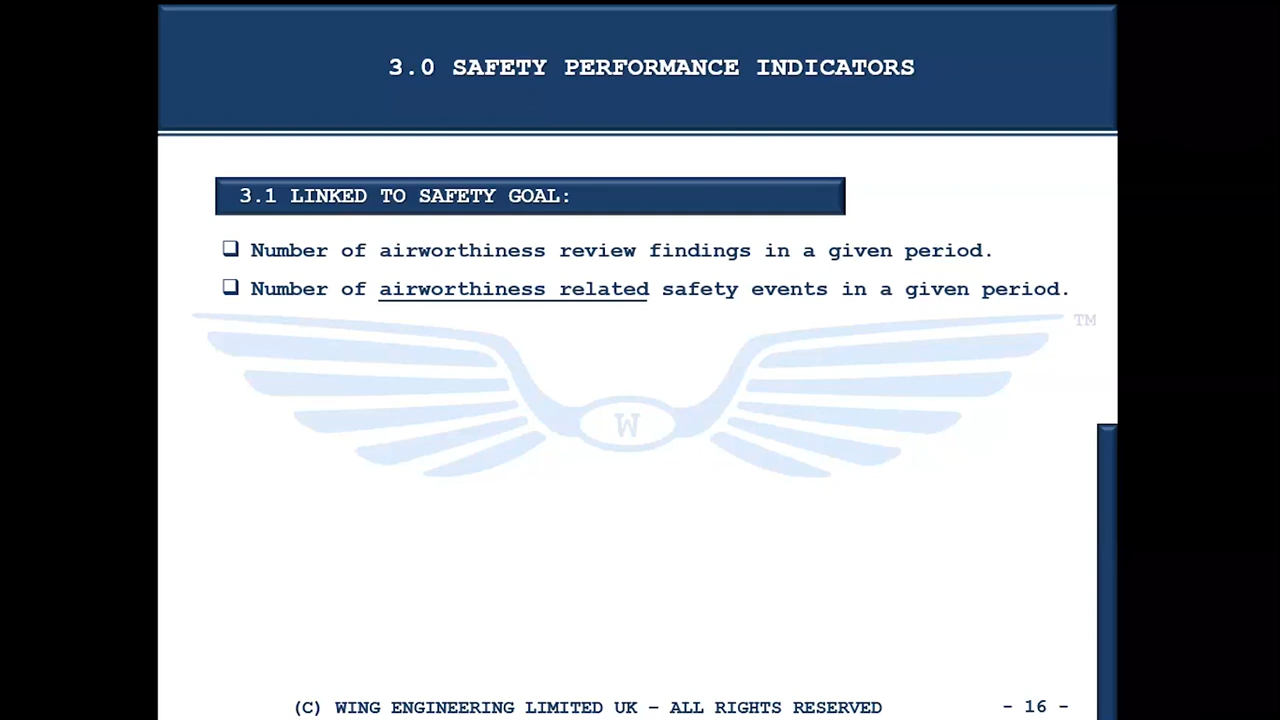 3.0 SAFETY PERFORMANCE INDICATORS
3.1 LINKED TO SAFETY GOAL:
Number of airworthiness review findings in a given period.
Number of airworthiness related safety events in a given period.
TM
W
(C) WING ENGINEERING LIMITED UK – ALL RIGHTS RESERVED
- 16 -